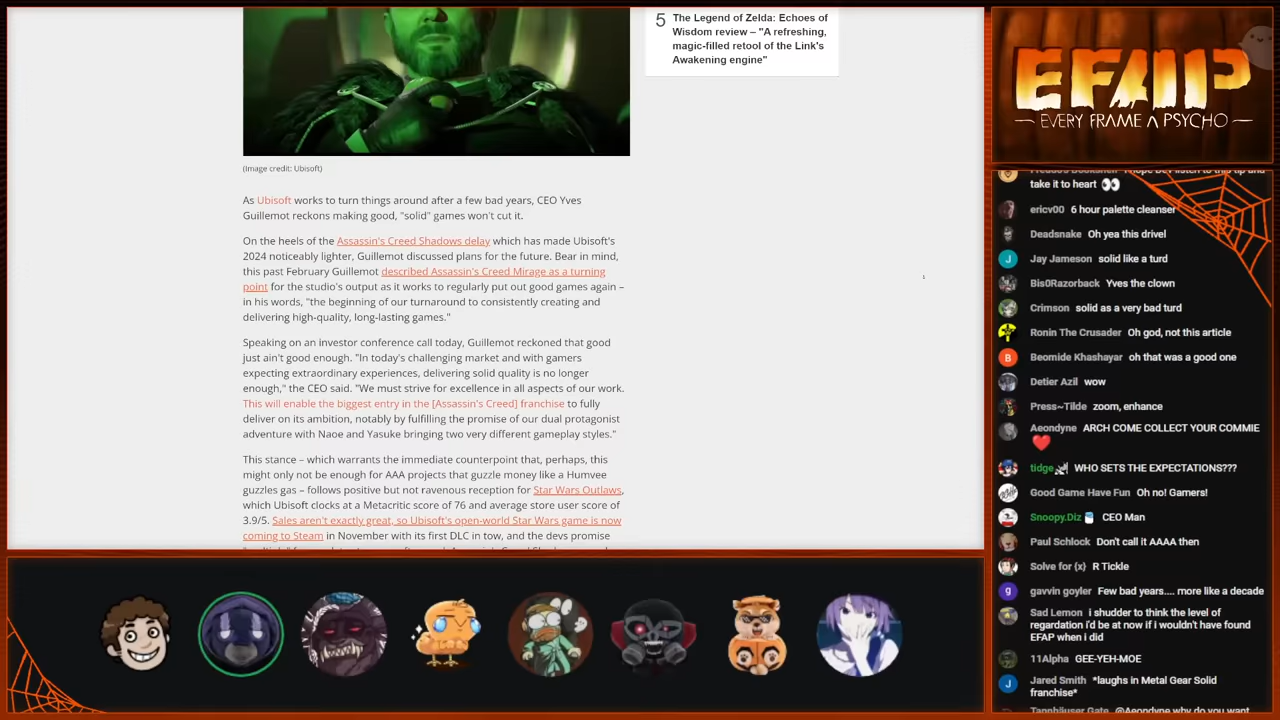 5 The Legend of Zelda: Echoes of
Wisdom review – "A refreshing,
magic-filled retool of the Link's
Awakening engine"
(Image credit: Ubisoft)
As Ubisoft works to turn things around after a few bad years, CEO Yves
Guillemot reckons making good, "solid" games won't cut it.
On the heels of the Assassin's Creed Shadows delay which has made Ubisoft's
2024 noticeably lighter, Guillemot discussed plans for the future. Bear in mind,
this past February Guillemot described Assassin's Creed Mirage as a turning
point for the studio's output as it works to regularly put out good games again –
in his words, "the beginning of our turnaround to consistently creating and
delivering high-quality, long-lasting games."
Speaking on an investor conference call today, Guillemot reckoned that good
just ain't good enough. "In today's challenging market and with gamers
expecting extraordinary experiences, delivering solid quality is no longer
enough," the CEO said. "We must strive for excellence in all aspects of our work.
This will enable the biggest entry in the [Assassin's Creed] franchise to fully
deliver on its ambition, notably by fulfilling the promise of our dual protagonist
adventure with Naoe and Yasuke bringing two very different gameplay styles."
This stance – which warrants the immediate counterpoint that, perhaps, this
might only not be enough for AAA projects that guzzle money like a Humvee
guzzles gas – follows positive but not ravenous reception for Star Wars Outlaws,
which Ubisoft clocks at a Metacritic score of 76 and average store user score of
3.9/5. Sales aren't exactly great, so Ubisoft's open-world Star Wars game is now
coming to Steam in November with its first DLC in tow, and the devs promise
EFAP
EVERY FRAME A PSYCHO
take it to heart 👀
ericv00 6 hour palette cleanser
Deadsnake Oh yea this drivel
Jay Jameson solid like a turd
Bis0Razorback Yves the clown
Crimson solid as a very bad turd
Ronin The Crusader Oh god, not this article
Beomide Khashayar oh that was a good one
Detier Azil wow
Press~Tilde zoom, enhance
Aeondyne ARCH COME COLLECT YOUR COMMIE
❤️
tidge WHO SETS THE EXPECTATIONS???
Good Game Have Fun Oh no! Gamers!
Snoopy.Diz CEO Man
Paul Schlock Don't call it AAAA then
Solve for {x} R Tickle
gavvin goyler Few bad years.... more like a decade
Sad Lemon i shudder to think the level of
regardation i'd be at now if i wouldn't have found
EFAP when i did
11Alpha GEE-YEH-MOE
Jared Smith *laughs in Metal Gear Solid
franchise*
Tannhäuser Gate @Aeondyne why do you want